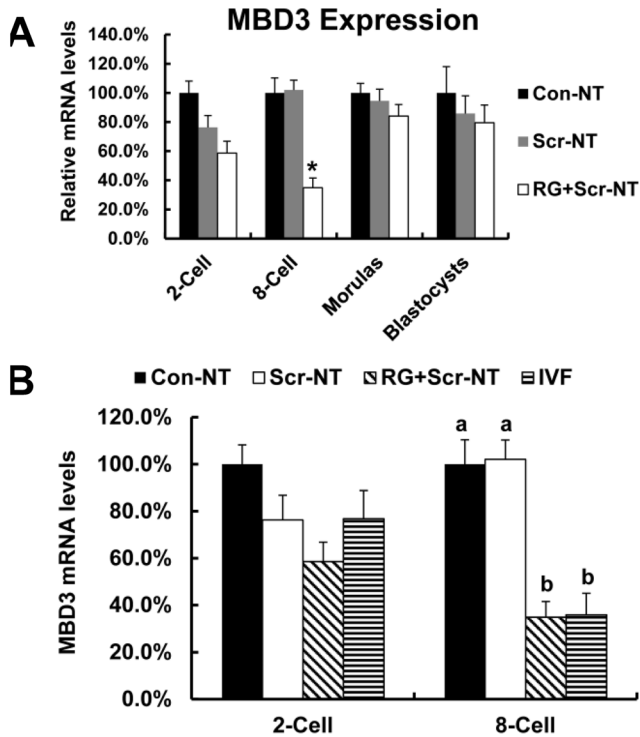 A
MBD3 Expression
Relative mRNA levels
140.0%
120.0%
100.0%
80.0%
60.0%
40.0%
20.0%
0.0%
*
2-Cell
8-Cell
Morulas
Blastocysts
Con-NT
Scr-NT
RG+Scr-NT
B
Con-NT Scr-NT RG+Scr-NT IVF
MBD3 mRNA levels
120.0%
100.0%
80.0%
60.0%
40.0%
20.0%
0.0%
a a
b b
2-Cell 8-Cell